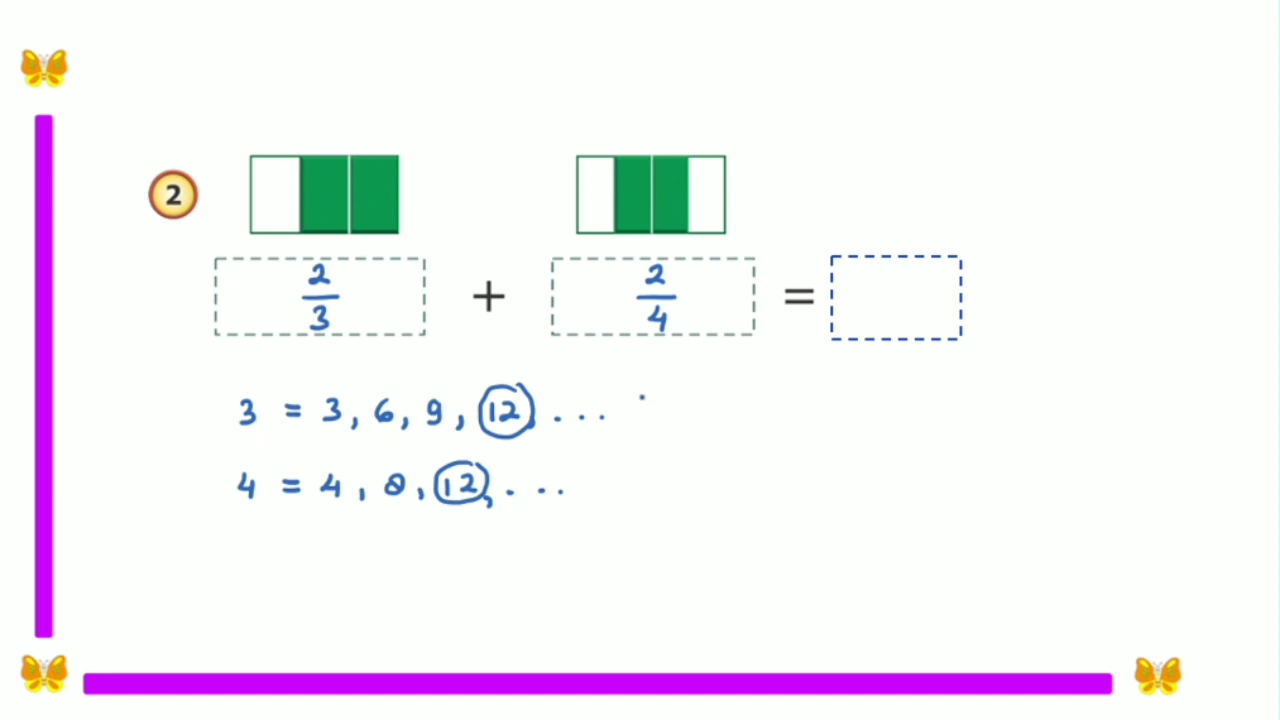 2
2/3 + 2/4 =
3 = 3, 6, 9, 12, ...
4 = 4, 8, 12, ...